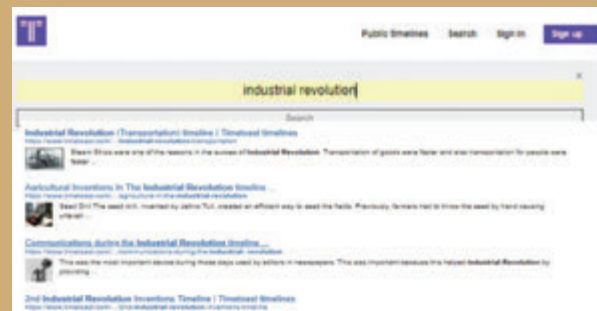 T
Public timelines Search Sign in Sign up
×
industrial revolution
Search
Industrial Revolution (Transportation) timeline | Timetoast timelines
Steam Ships were one of the reasons in the success of Industrial Revolution. Transportation of goods were faster and also transportation for people were
faster ...
Agricultural Inventions in The Industrial Revolution timeline ...
Seed Drill The seed drill, invented by Jethro Tull, created an efficient way to seed the fields. Previously, farmers had to throw the seed by hand causing
uneven ...
Communications during the Industrial Revolution timeline ...
This was the most important device during those days used by editors in newspapers. This was important because this helped Industrial Revolution by
providing ...
2nd Industrial Revolution Inventions Timeline | Timetoast timelines